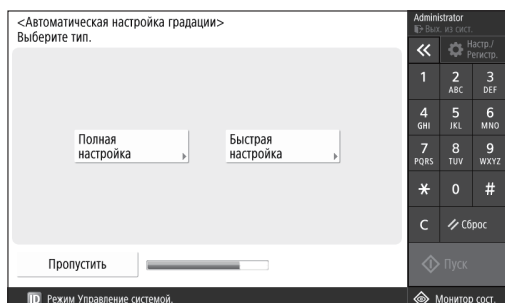 <Автоматическая настройка градации>
Выберите тип.
Полная
настройка
Быстрая
настройка
Пропустить
ID Режим Управление системой.
Administrator
Вых. из сист.
Настр./
Регистр.
1
2
ABC
3
DEF
4
GHI
5
JKL
6
MNO
7
PQRS
8
TUV
9
WXYZ
*
0
#
C
Сброс
Пуск
Монитор сост.